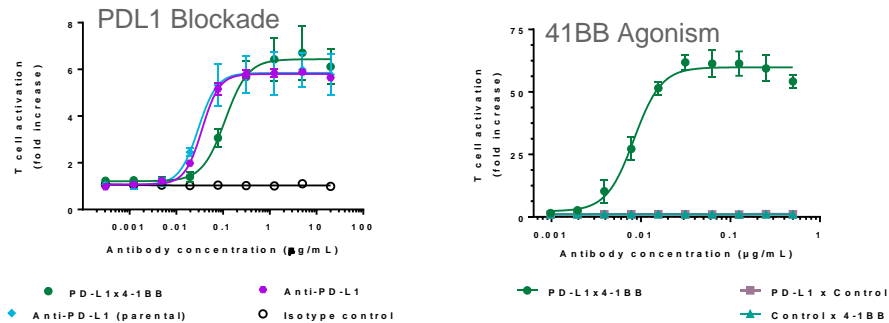 PDL1 Blockade
8
6
4
2
0
T cell activation
(fold increase)
0.001 0.01 0.1 1 10 100
Antibody concentration (µg/mL)
PD-L1x4-1BB
Anti-PD-L1
Anti-PD-L1 (parental)
Isotype control
41BB Agonism
75
50
25
0
T cell activation
(fold increase)
0.001 0.01 0.1 1
Antibody concentration (µg/mL)
PD-L1x4-1BB
PD-L1 x Control
Control x 4-1BB